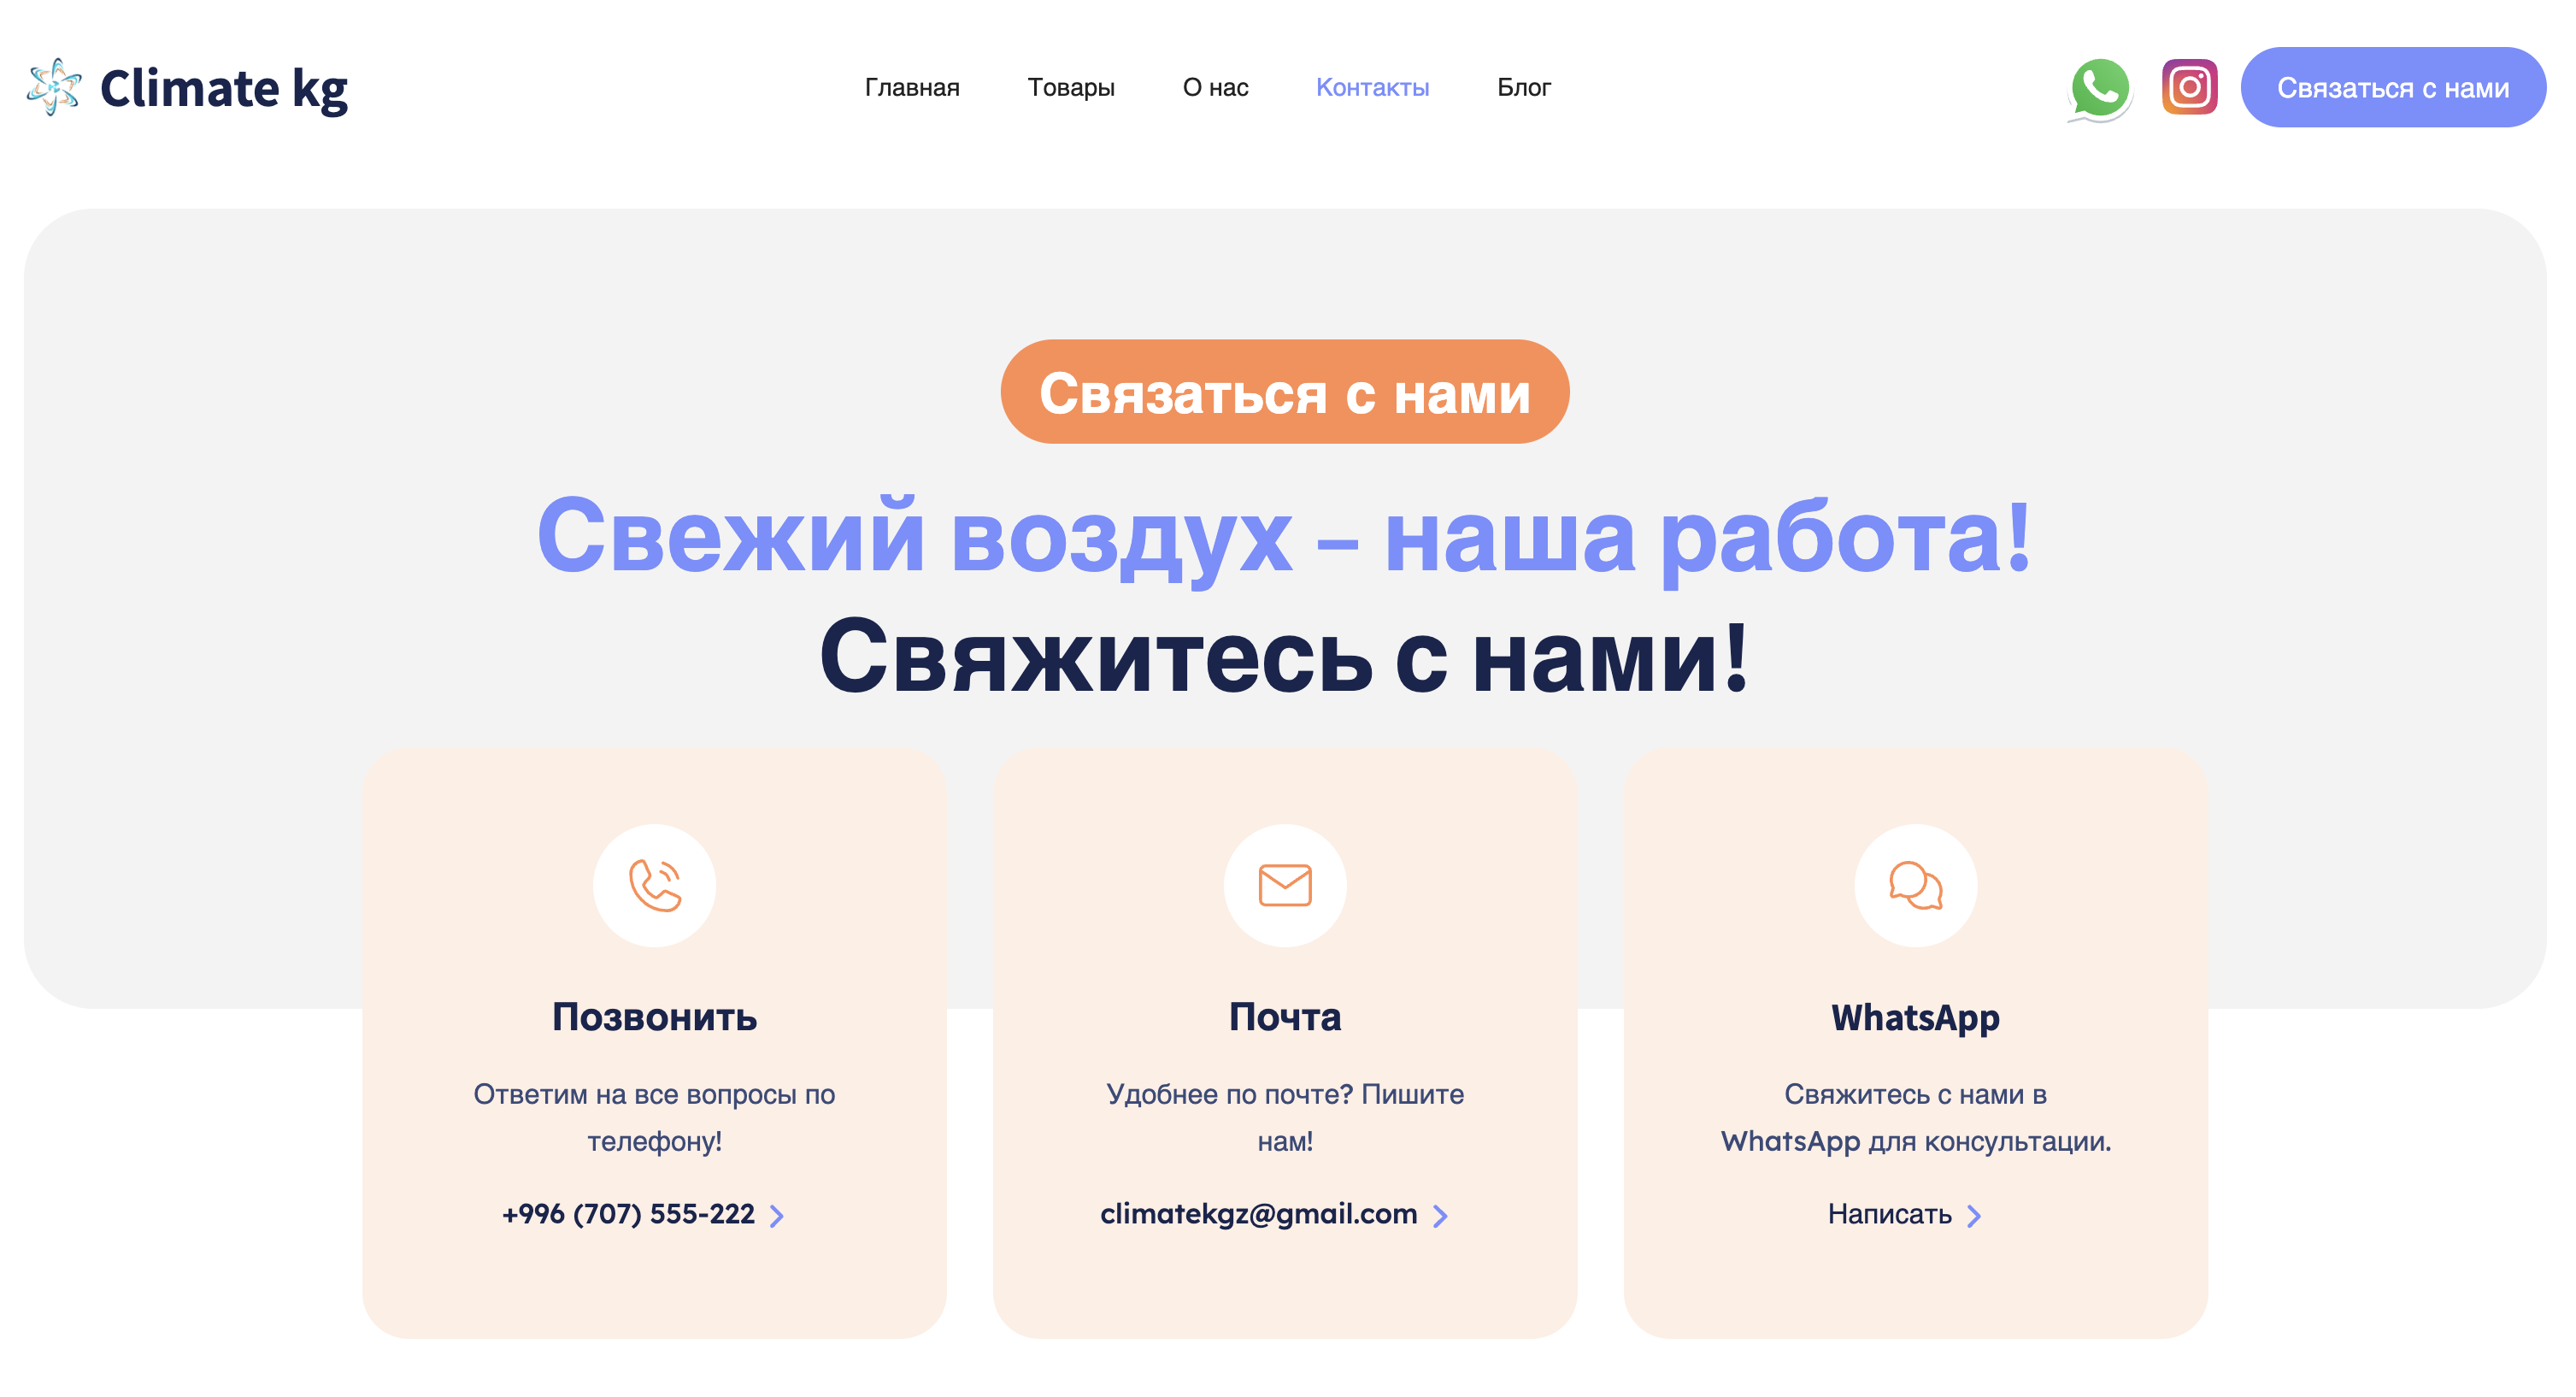 Climate kg
Главная
Товары
О нас
Контакты
Блог
Связаться с нами
Связаться с нами
Свежий воздух – наша работа!
Свяжитесь с нами!
Позвонить
Ответим на все вопросы по
телефону!
+996 (707) 555-222
Почта
Удобнее по почте? Пишите
нам!
climatekgz@gmail.com
WhatsApp
Свяжитесь с нами в
WhatsApp для консультации.
Написать